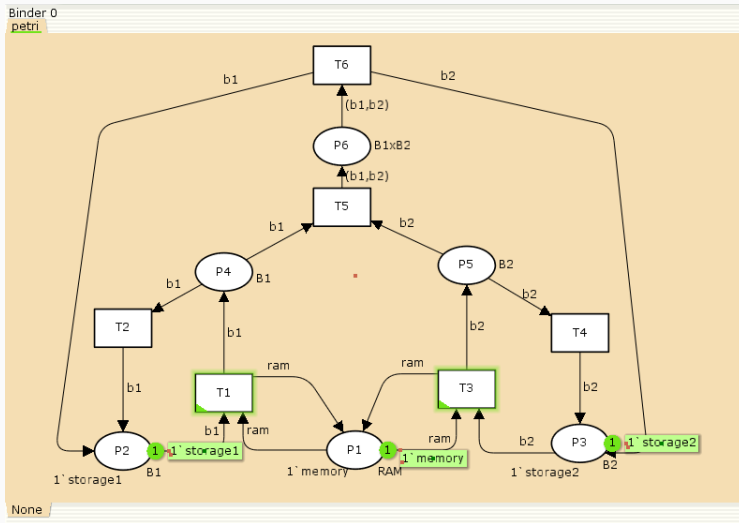 Binder 0
petri
T6
b1
b2
(b1,b2)
P6
B1xB2
(b1,b2)
T5
b1
b2
P4
B1
P5
B2
b1
b2
T2
T4
b1
b2
ram
ram
b1
T1
T3
b2
b1
ram
ram
b2
P2
1
1`storage1
P1
1
1`memory
P3
1
1`storage2
1`storage1
B1
1`memory
RAM
1`storage2
B2
None